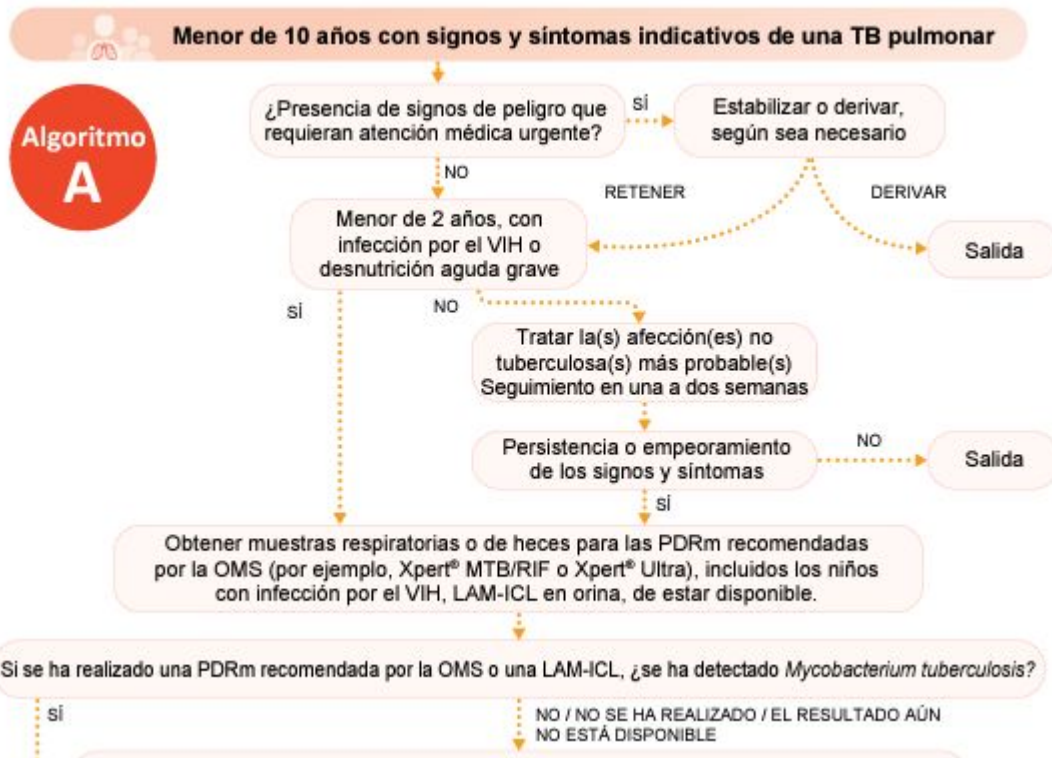 Menor de 10 años con signos y síntomas indicativos de una TB pulmonar
Algoritmo
A
¿Presencia de signos de peligro que
requieran atención médica urgente?
SÍ
Estabilizar o derivar,
según sea necesario
NO
RETENER
DERIVAR
Menor de 2 años, con
infección por el VIH o
desnutrición aguda grave
Salida
SÍ
NO
Tratar la(s) afección(es) no
tuberculosa(s) más probable(s)
Seguimiento en una a dos semanas
Persistencia o empeoramiento
de los signos y síntomas
NO
Salida
SÍ
Obtener muestras respiratorias o de heces para las PDRm recomendadas
por la OMS (por ejemplo, Xpert® MTB/RIF o Xpert® Ultra), incluidos los niños
con infección por el VIH, LAM-ICL en orina, de estar disponible.
Si se ha realizado una PDRm recomendada por la OMS o una LAM-ICL, ¿se ha detectado Mycobacterium tuberculosis?
SÍ
NO / NO SE HA REALIZADO / EL RESULTADO AÚN
NO ESTÁ DISPONIBLE